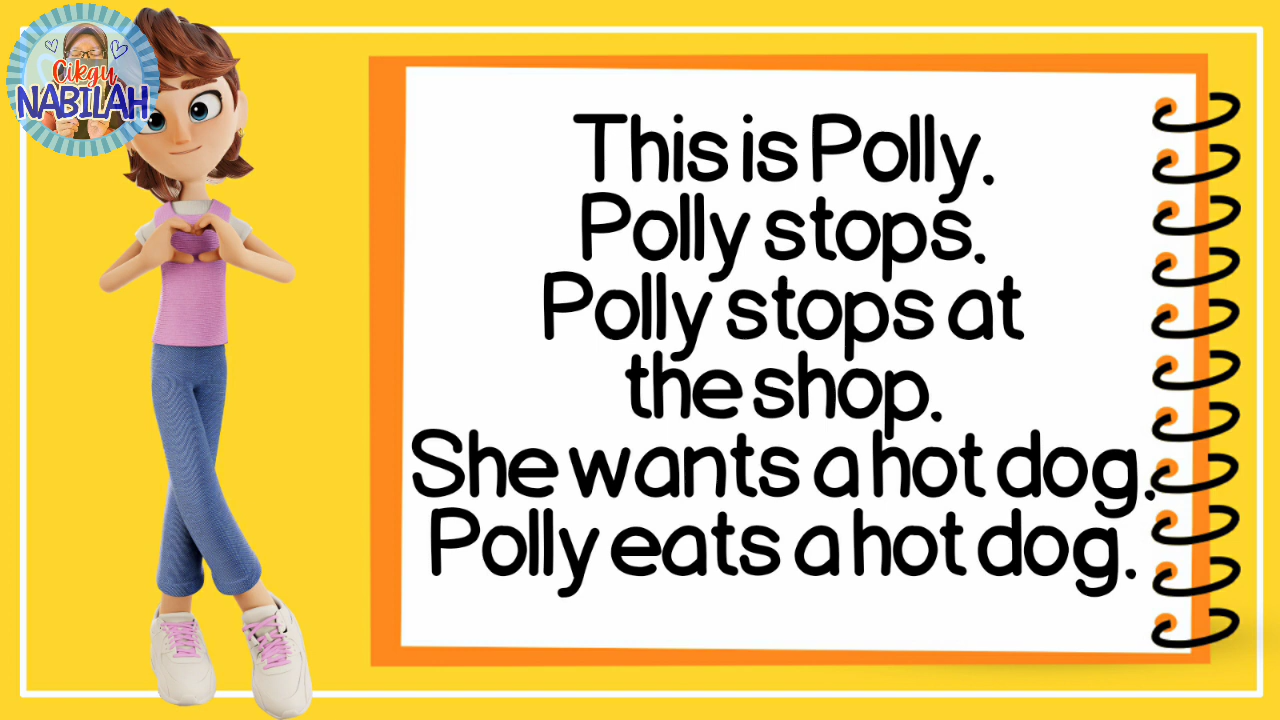 Cikgu
NABILAH
This is Polly.
Polly stops.
Polly stops at
the shop.
She wants a hot dog.
Polly eats a hot dog.